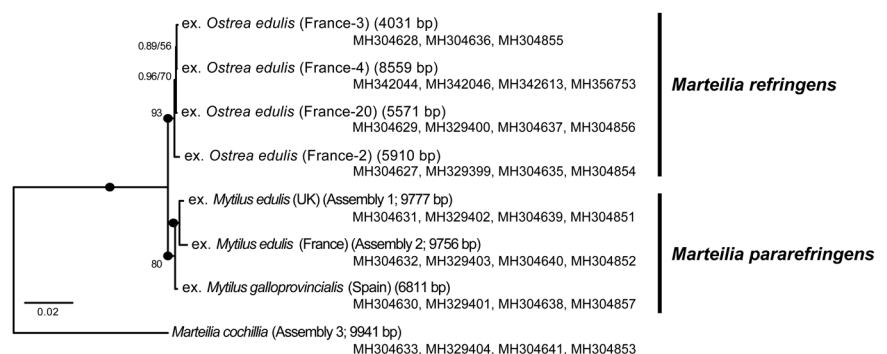 ex. Ostrea edulis (France-3) (4031 bp)
MH304628, MH304636, MH304855
0.89/56
ex. Ostrea edulis (France-4) (8559 bp)
0.96/70
MH342044, MH342046, MH342613, MH356753
Marteilia refringens
93
ex. Ostrea edulis (France-20) (5571 bp)
MH304629, MH329400, MH304637, MH304856
ex. Ostrea edulis (France-2) (5910 bp)
MH304627, MH329399, MH304635, MH304854
ex. Mytilus edulis (UK) (Assembly 1; 9777 bp)
MH304631, MH329402, MH304639, MH304851
ex. Mytilus edulis (France) (Assembly 2; 9756 bp)
Marteilia pararefringens
80
MH304632, MH329403, MH304640, MH304852
ex. Mytilus galloprovincialis (Spain) (6811 bp)
MH304630, MH329401, MH304638, MH304857
0.02
Marteilia cochillia (Assembly 3; 9941 bp)
MH304633, MH329404, MH304641, MH304853